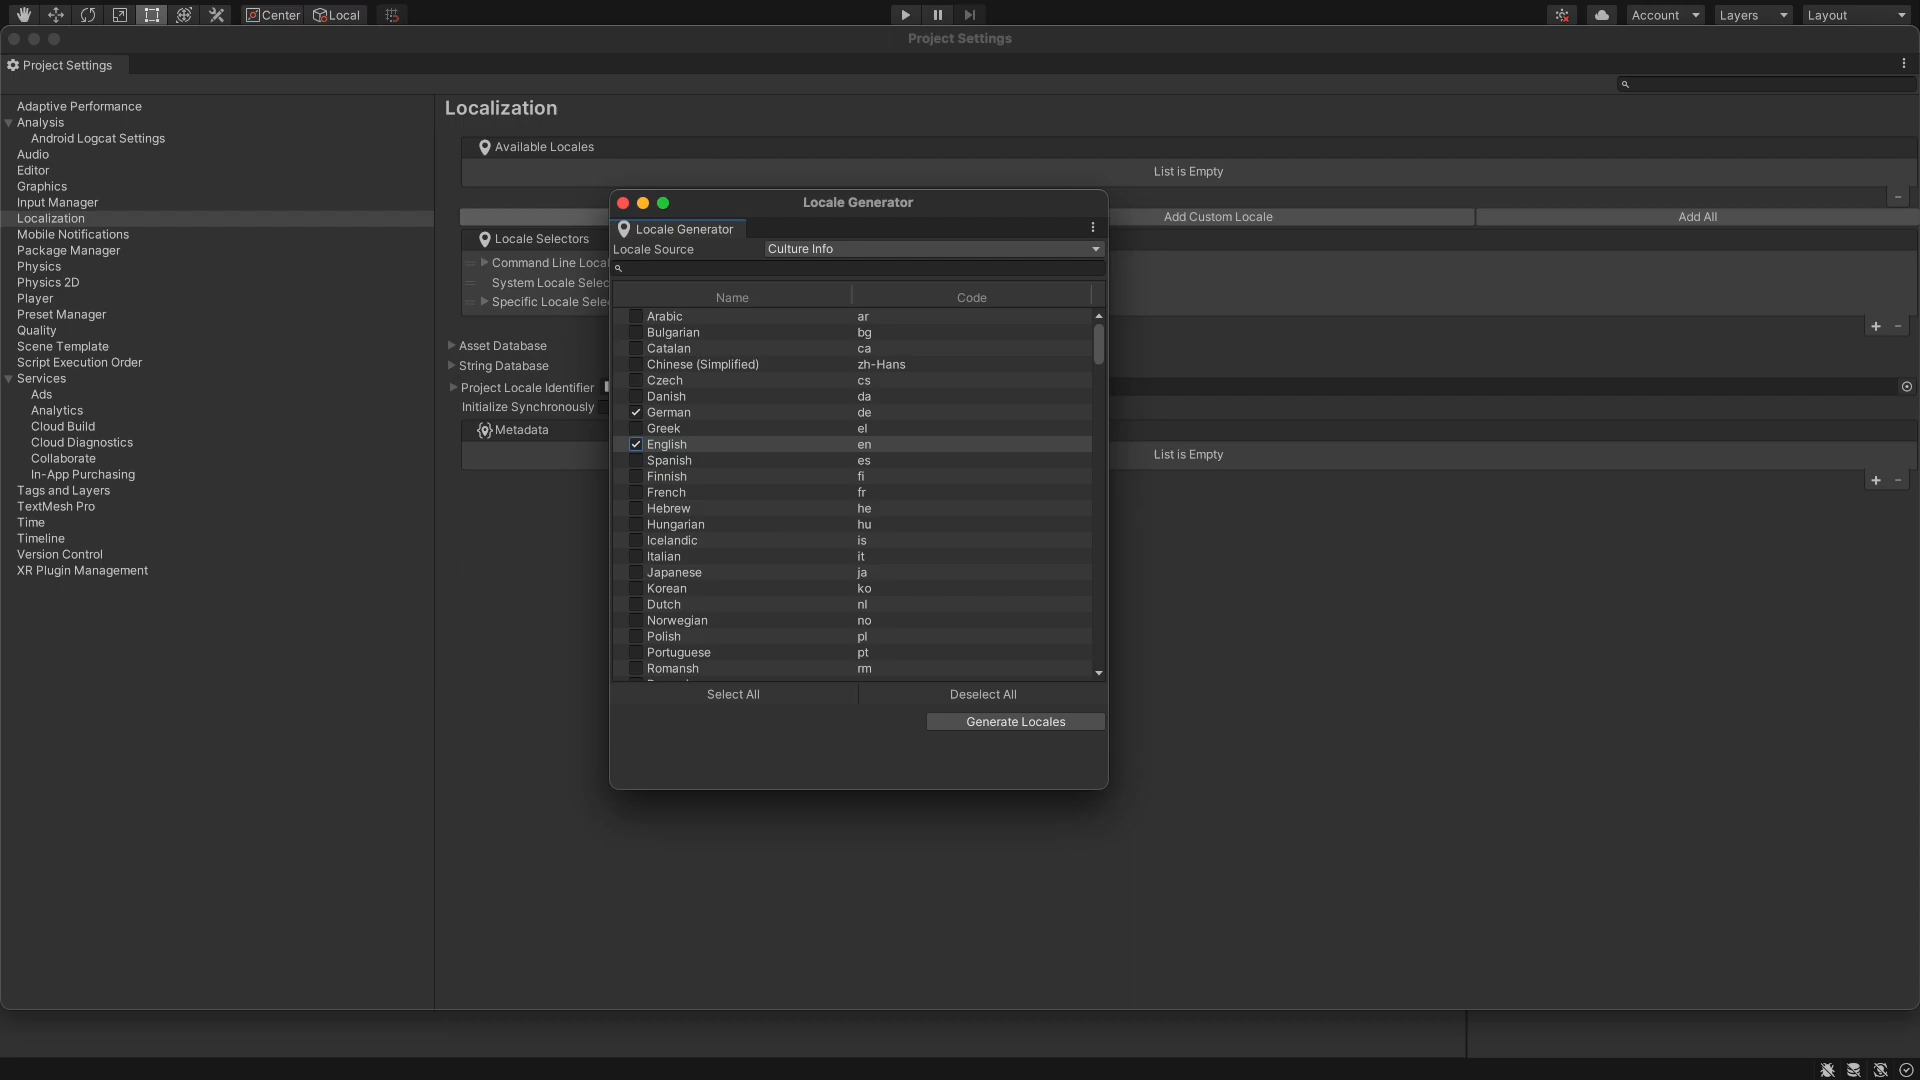 Center Local Account Layers Layout
Project Settings
Project Settings
Adaptive Performance
Analysis
Android Logcat Settings
Audio
Editor
Graphics
Input Manager
Localization
Mobile Notifications
Package Manager
Physics
Physics 2D
Player
Preset Manager
Quality
Scene Template
Script Execution Order
Services
Ads
Analytics
Cloud Build
Cloud Diagnostics
Collaborate
In-App Purchasing
Tags and Layers
TextMesh Pro
Time
Timeline
Version Control
XR Plugin Management
Localization
Available Locales
List is Empty
Add Custom Locale Add All
Locale Selectors
Command Line Loca
System Locale Selec
Specific Locale Sele
Asset Database
String Database
Project Locale Identifier
Initialize Synchronously
Metadata
List is Empty
Locale Generator
Locale Generator
Locale Source Culture Info
Name Code
Arabic ar
Bulgarian bg
Catalan ca
Chinese (Simplified) zh-Hans
Czech cs
Danish da
German de
Greek el
English en
Spanish es
Finnish fi
French fr
Hebrew he
Hungarian hu
Icelandic is
Italian it
Japanese ja
Korean ko
Dutch nl
Norwegian no
Polish pl
Portuguese pt
Romansh rm
Select All Deselect All
Generate Locales